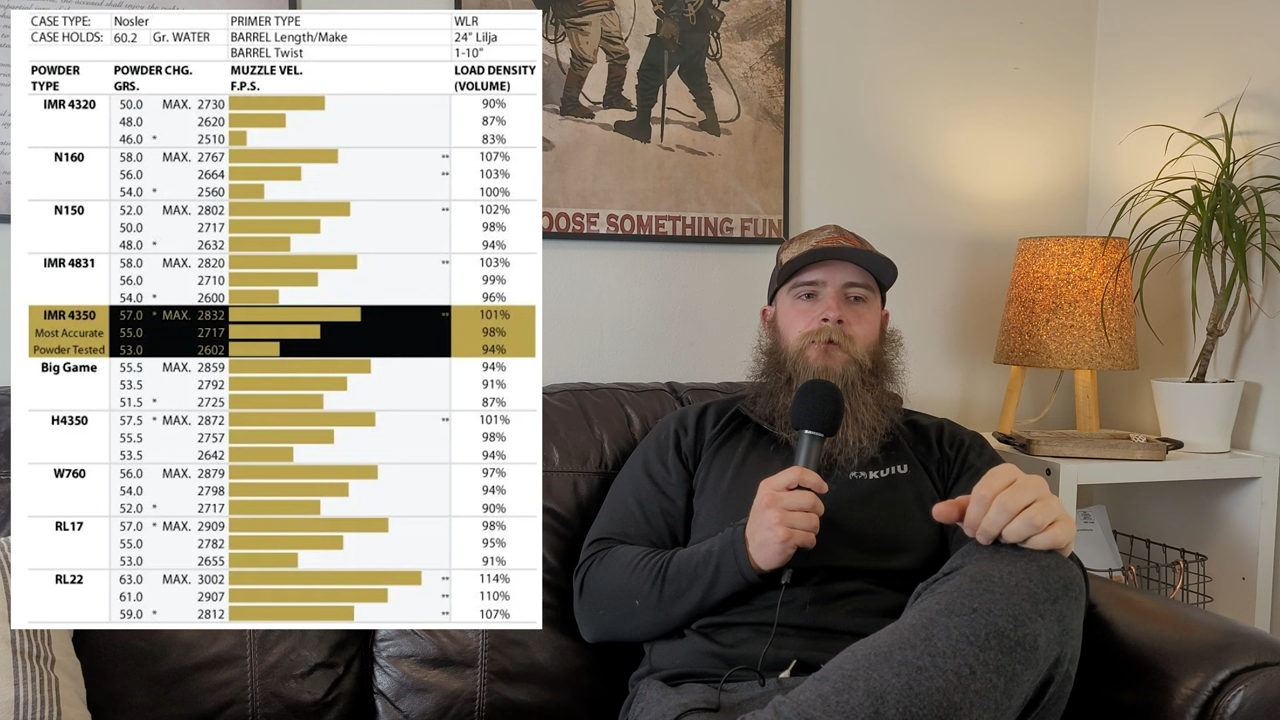 CASE TYPE: Nosler PRIMER TYPE WLR
CASE HOLDS: 60.2 Gr. WATER BARREL Length/Make 24" Lilja
BARREL Twist 1-10"
POWDER TYPE POWDER CHG. GRS. MUZZLE VEL. F.P.S. LOAD DENSITY (VOLUME)
IMR 4320 50.0 MAX. 2730 90%
48.0 2620 87%
46.0 * 2510 83%
N160 58.0 MAX. 2767 ** 107%
56.0 2664 ** 103%
54.0 * 2560 100%
N150 52.0 MAX. 2802 ** 102%
50.0 2717 98%
48.0 * 2632 94%
IMR 4831 58.0 MAX. 2820 ** 103%
56.0 2710 99%
54.0 * 2600 96%
IMR 4350 57.0 * MAX. 2832 ** 101%
Most Accurate 55.0 2717 98%
Powder Tested 53.0 2602 94%
Big Game 55.5 MAX. 2859 94%
53.5 2792 91%
51.5 * 2725 87%
H4350 57.5 * MAX. 2872 ** 101%
55.5 2757 98%
53.5 2642 94%
W760 56.0 MAX. 2879 97%
54.0 2798 94%
52.0 * 2717 90%
RL17 57.0 * MAX. 2909 98%
55.0 2782 95%
53.0 2655 91%
RL22 63.0 MAX. 3002 ** 114%
61.0 2907 ** 110%
59.0 * 2812 ** 107%
OOSE SOMETHING FUN
KUIU